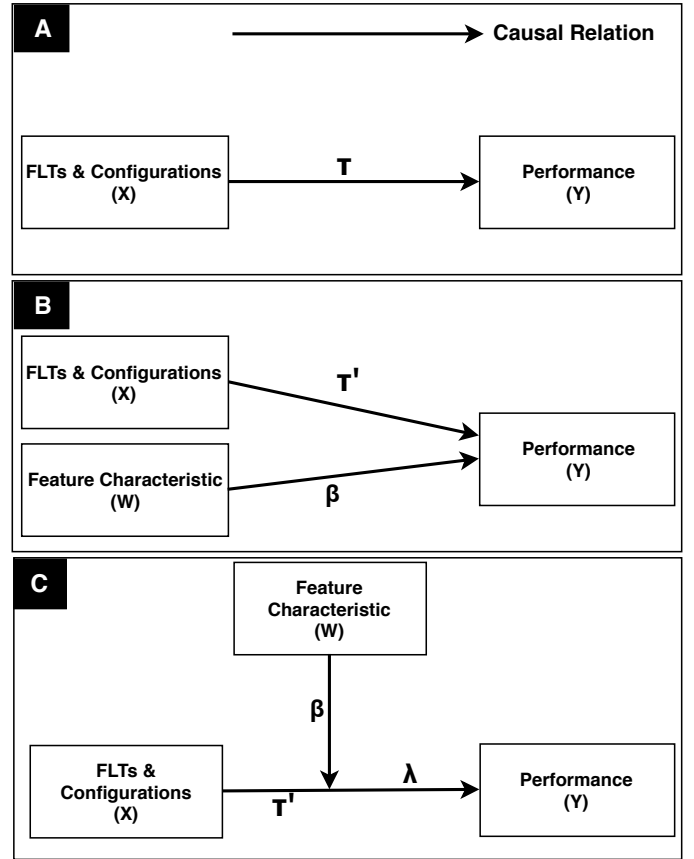 A
Causal Relation
FLTs & Configurations
(X)
τ
Performance
(Y)
B
FLTs & Configurations
(X)
τ'
Performance
(Y)
Feature Characteristic
(W)
β
C
Feature
Characteristic
(W)
β
FLTs &
Configurations
(X)
τ'
λ
Performance
(Y)